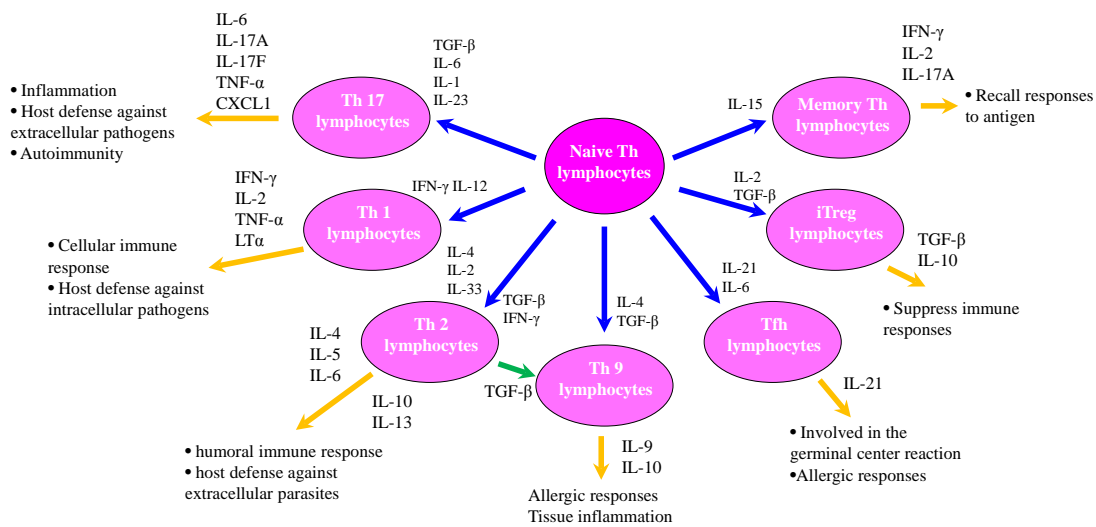 IL-6
IL-17A
IL-17F
TNF-α
CXCL1
TGF-β
IL-6
IL-1
IL-23
Th 17
lymphocytes
• Inflammation
• Host defense against
extracellular pathogens
• Autoimmunity
Naive Th
lymphocytes
IL-15
IFN-γ
IL-2
IL-17A
Memory Th
lymphocytes
• Recall responses
to antigen
IFN-γ IL-12
IFN-γ
IL-2
TNF-α
LTα
Th 1
lymphocytes
• Cellular immune
response
• Host defense against
intracellular pathogens
IL-2
TGF-β
iTreg
lymphocytes
TGF-β
IL-10
• Suppress immune
responses
IL-4
IL-2
IL-33
TGF-β
IFN-γ
Th 2
lymphocytes
IL-4
IL-5
IL-6
IL-10
IL-13
• humoral immune response
• host defense against
extracellular parasites
TGF-β
IL-4
TGF-β
Th 9
lymphocytes
IL-9
IL-10
Allergic responses
Tissue inflammation
IL-21
IL-6
Tfh
lymphocytes
IL-21
• Involved in the
germinal center reaction
•Allergic responses